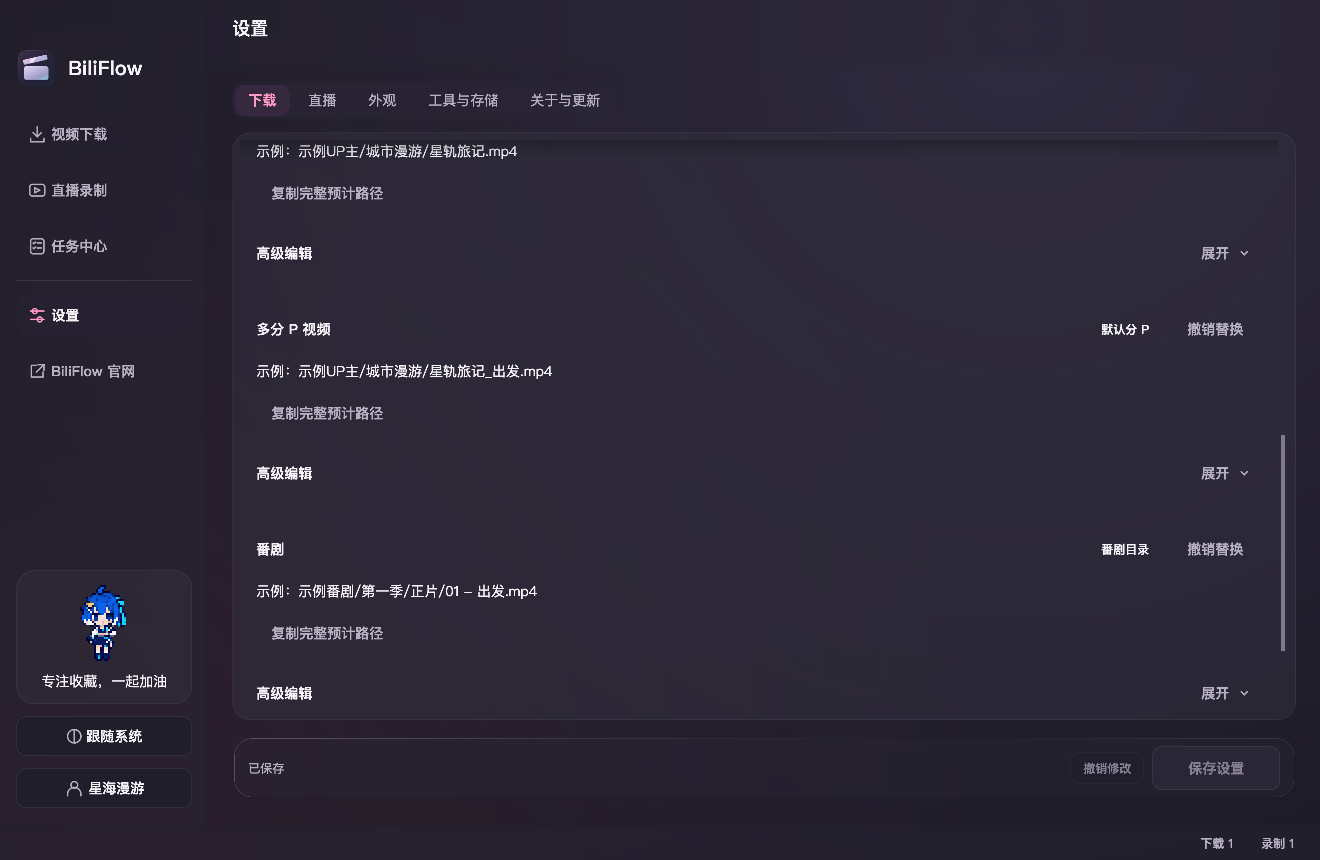 设置
BiliFlow
下载 直播 外观 工具与存储 关于与更新
视频下载
直播录制
任务中心
设置
BiliFlow 官网
专注收藏，一起加油
跟随系统
星海漫游
示例：示例UP主/城市漫游/星轨旅记.mp4
复制完整预计路径
高级编辑 展开
多分 P 视频 默认分 P 撤销替换
示例：示例UP主/城市漫游/星轨旅记_出发.mp4
复制完整预计路径
高级编辑 展开
番剧 番剧目录 撤销替换
示例：示例番剧/第一季/正片/01 – 出发.mp4
复制完整预计路径
高级编辑 展开
已保存 撤销修改 保存设置
下载 1 录制 1